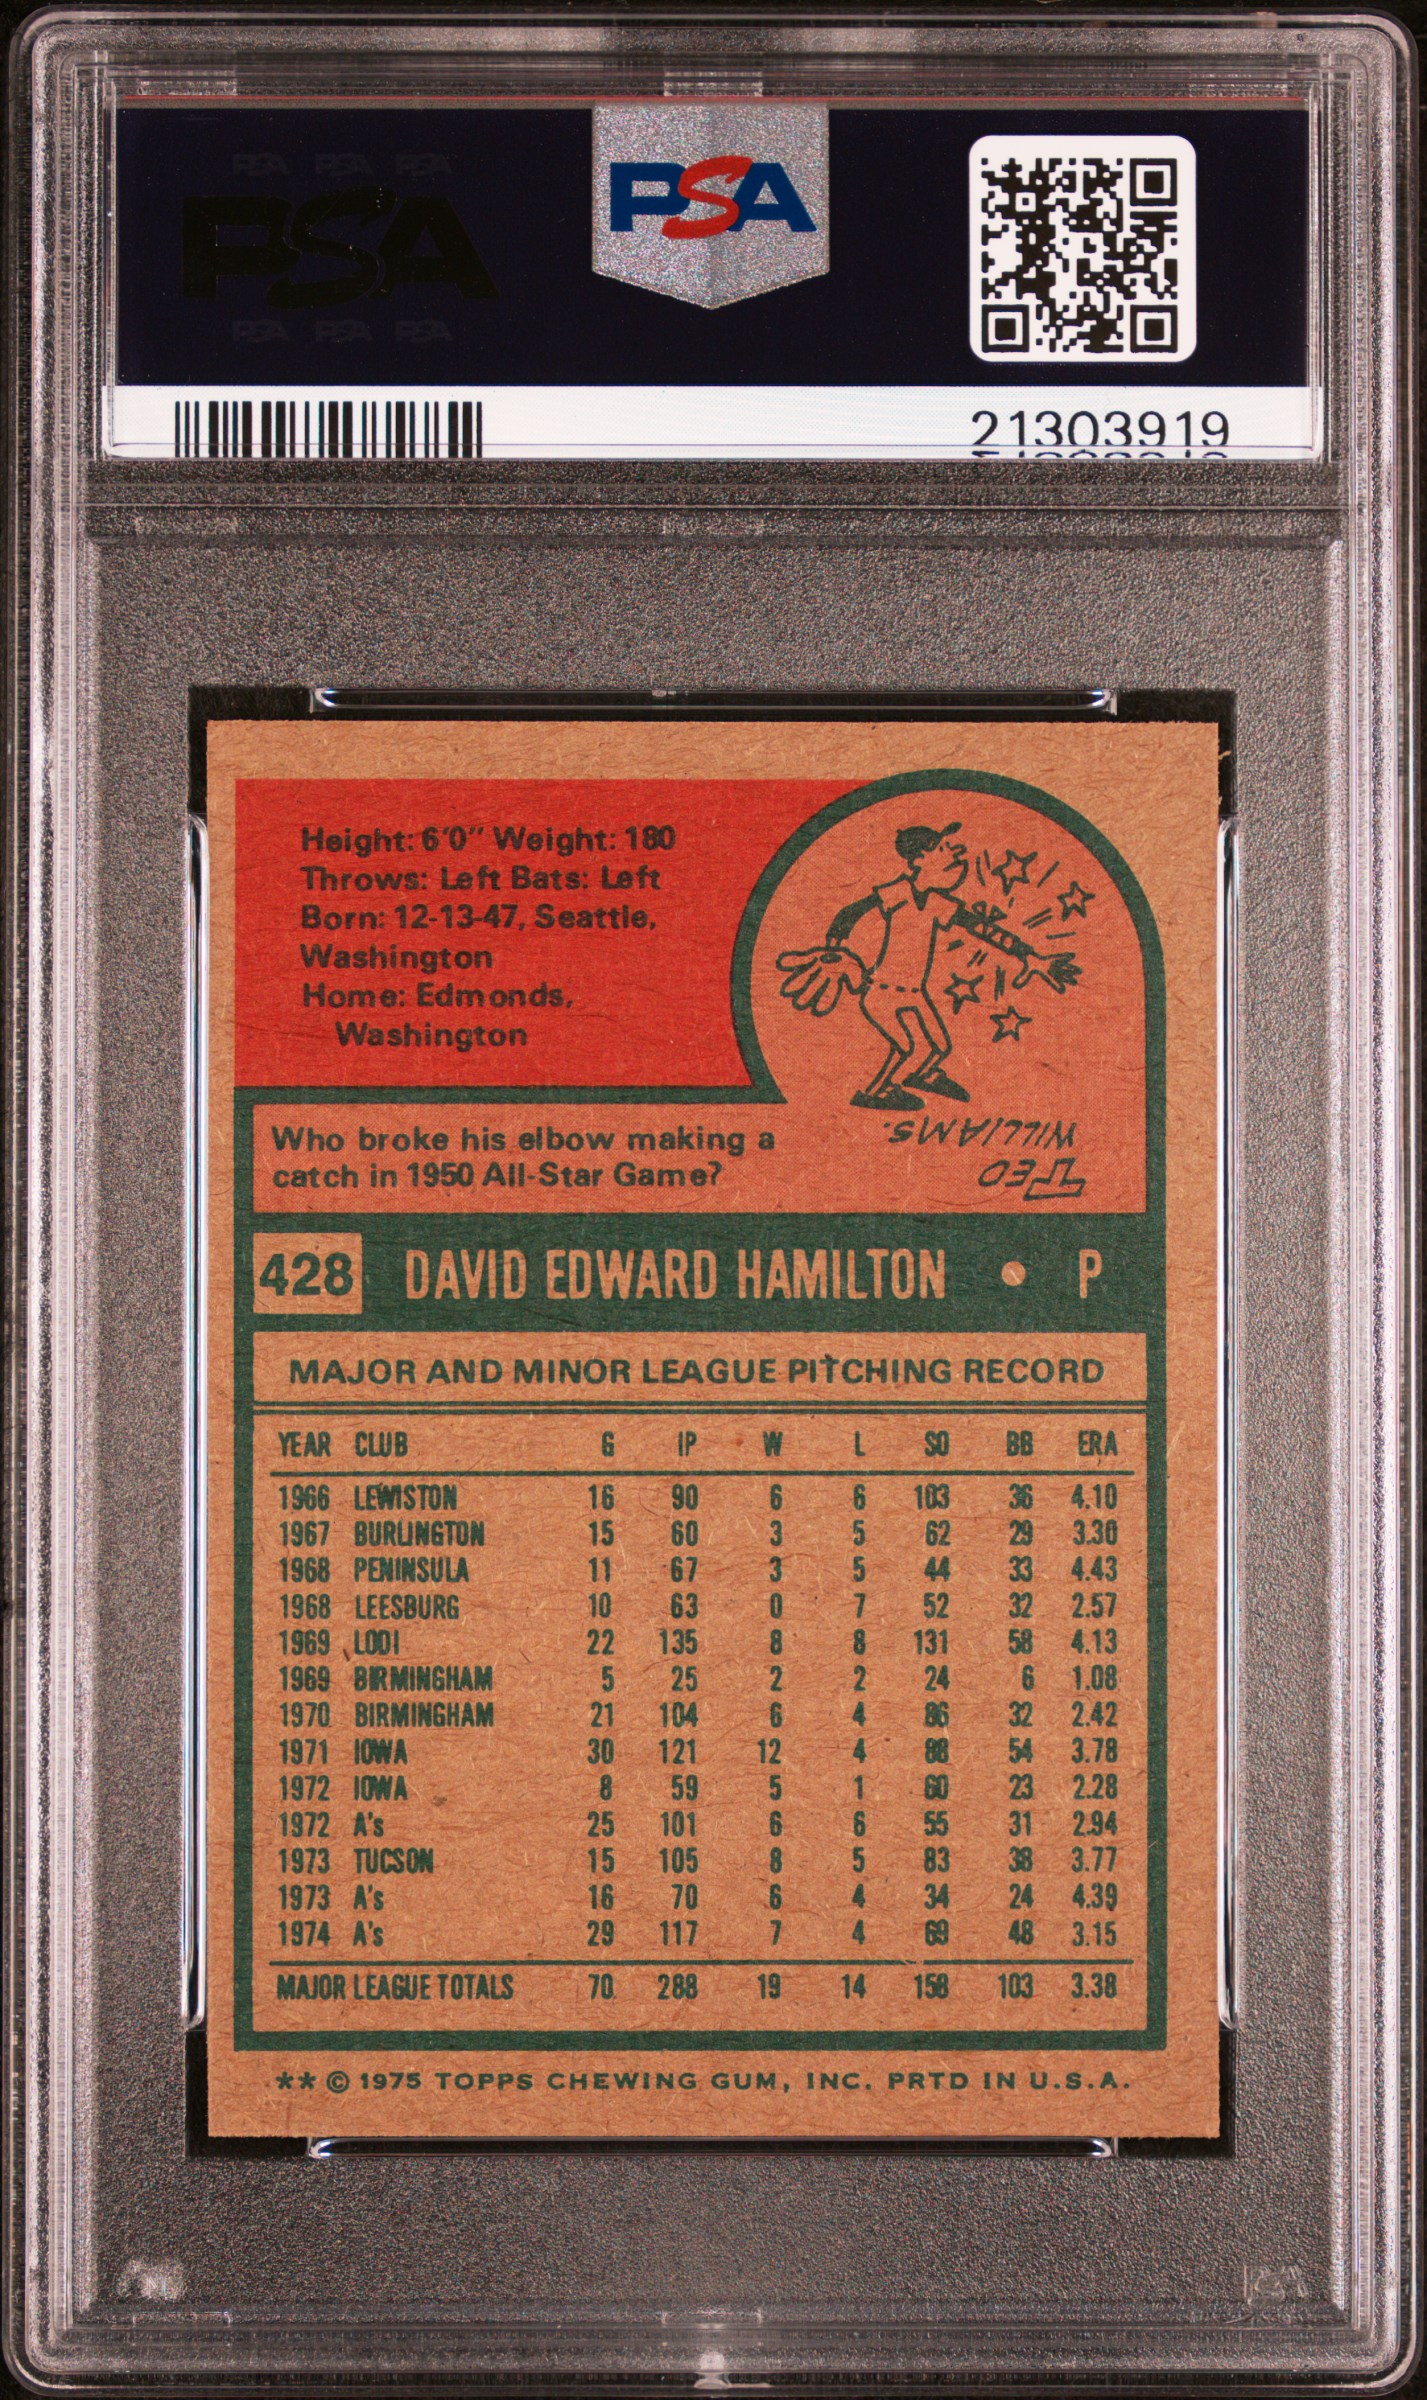 PSA PSA PSA
PSA
PSA PSA PSA
PSA
21303919
Height: 6'0" Weight: 180
Throws: Left Bats: Left
Born: 12-13-47, Seattle,
Washington
Home: Edmonds,
Washington
Who broke his elbow making a
catch in 1950 All-Star Game?
TED
WILLIAMS.
428 DAVID EDWARD HAMILTON • P
MAJOR AND MINOR LEAGUE PITCHING RECORD
YEAR CLUB G IP W L SO BB ERA
1966 LEWISTON 16 90 6 6 103 36 4.10
1967 BURLINGTON 15 60 3 5 62 29 3.30
1968 PENINSULA 11 67 3 5 44 33 4.43
1968 LEESBURG 10 63 0 7 52 32 2.57
1969 LODI 22 135 8 8 131 58 4.13
1969 BIRMINGHAM 5 25 2 2 24 6 1.08
1970 BIRMINGHAM 21 104 6 4 86 32 2.42
1971 IOWA 30 121 12 4 88 54 3.78
1972 IOWA 8 59 5 1 60 23 2.28
1972 A's 25 101 6 6 55 31 2.94
1973 TUCSON 15 105 8 5 83 38 3.77
1973 A's 16 70 6 4 34 24 4.39
1974 A's 29 117 7 4 69 48 3.15
MAJOR LEAGUE TOTALS 70 288 19 14 158 103 3.38
** © 1975 TOPPS CHEWING GUM, INC. PRTD IN U.S.A.
PSA